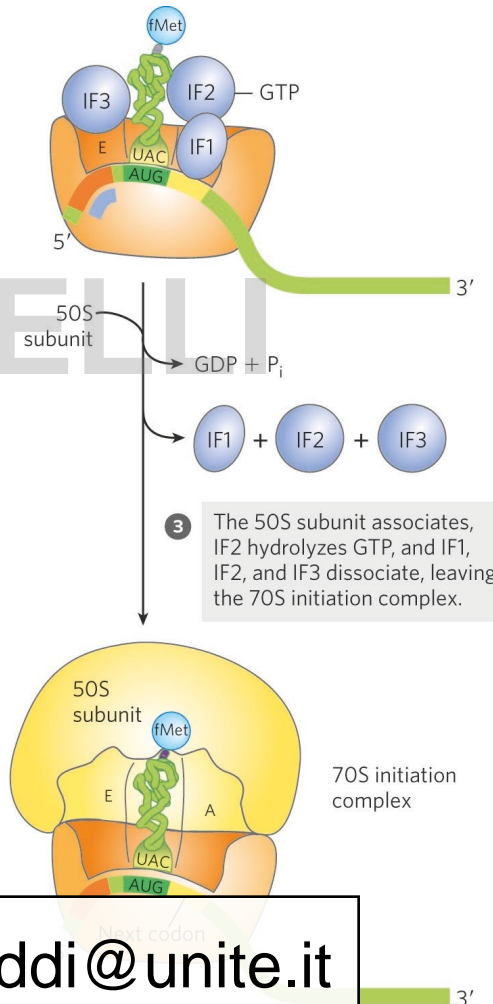 fMet
IF3
IF2
GTP
E
IF1
UAC
AUG
5′
3′
ELLI
50S
subunit
GDP + Pi
IF1 + IF2 + IF3
3 The 50S subunit associates,
IF2 hydrolyzes GTP, and IF1,
IF2, and IF3 dissociate, leaving
the 70S initiation complex.
50S
subunit
fMet
70S initiation
complex
E
A
UAC
AUG
Next codon
ddi@unite.it
3′